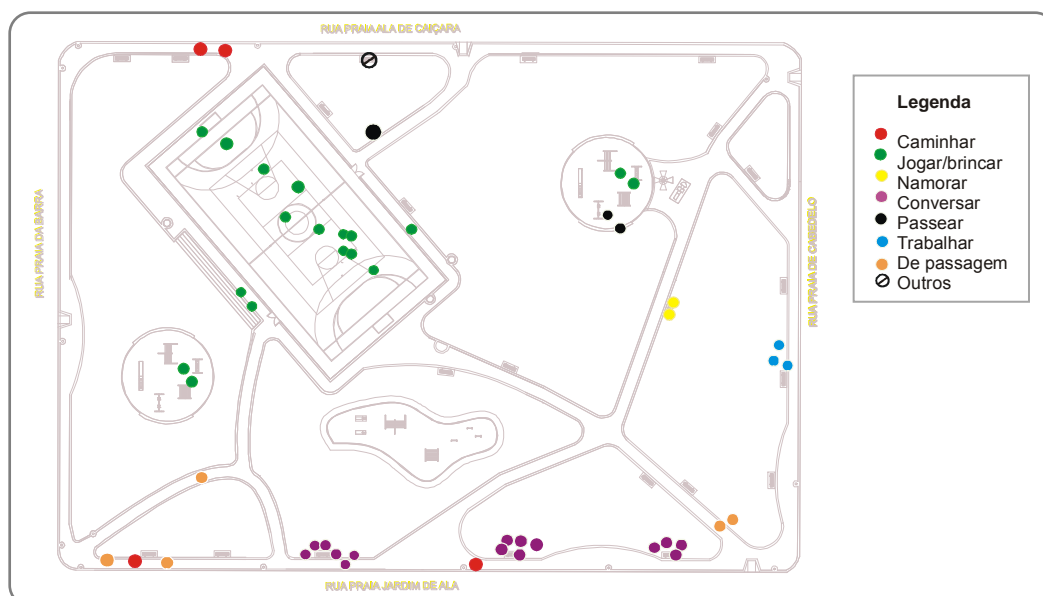 RUA PRAIA ALA DE CAIÇARA
RUA PRAIA DA BARRA
RUA PRAIA DE CABEDELO
RUA PRAIA JARDIM DE ALA
Legenda
Caminhar
Jogar/brincar
Namorar
Conversar
Passear
Trabalhar
De passagem
Outros